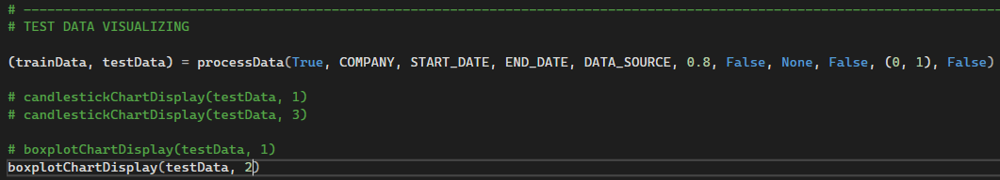 # ----------------------------------------------------------------------------------------------------------------------------
# TEST DATA VISUALIZING
(trainData, testData) = processData(True, COMPANY, START_DATE, END_DATE, DATA_SOURCE, 0.8, False, None, False, (0, 1), False)
# candlestickChartDisplay(testData, 1)
# candlestickChartDisplay(testData, 3)
# boxplotChartDisplay(testData, 1)
boxplotChartDisplay(testData, 2)